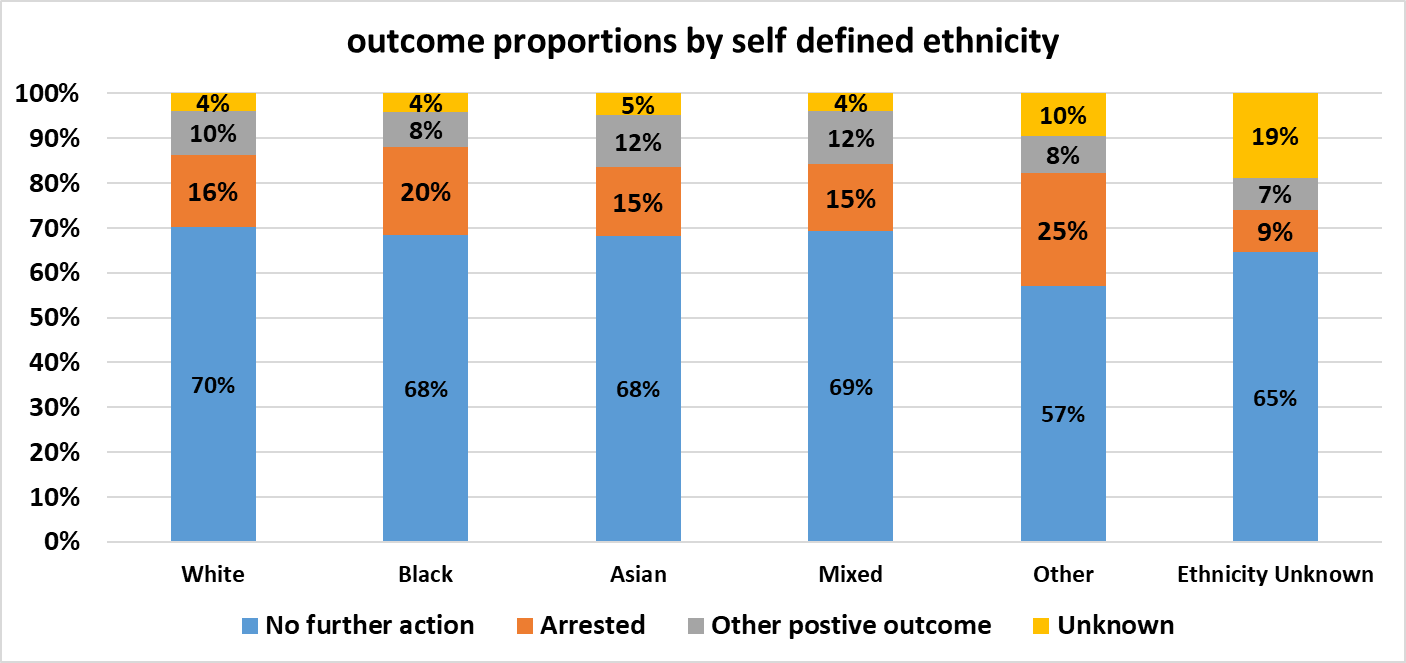 outcome proportions by self defined ethnicity
100%
90%
80%
70%
60%
50%
40%
30%
20%
10%
0%
4% 4% 5% 4% 10% 19%
10% 8% 12% 12% 8% 7%
16% 20% 15% 15% 25% 9%
70% 68% 68% 69% 57% 65%
White Black Asian Mixed Other Ethnicity Unknown
No further action Arrested Other postive outcome Unknown